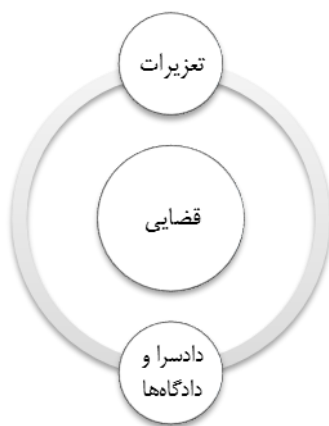 تعزیرات
قضایی
دادسرا و
دادگاه‌ها